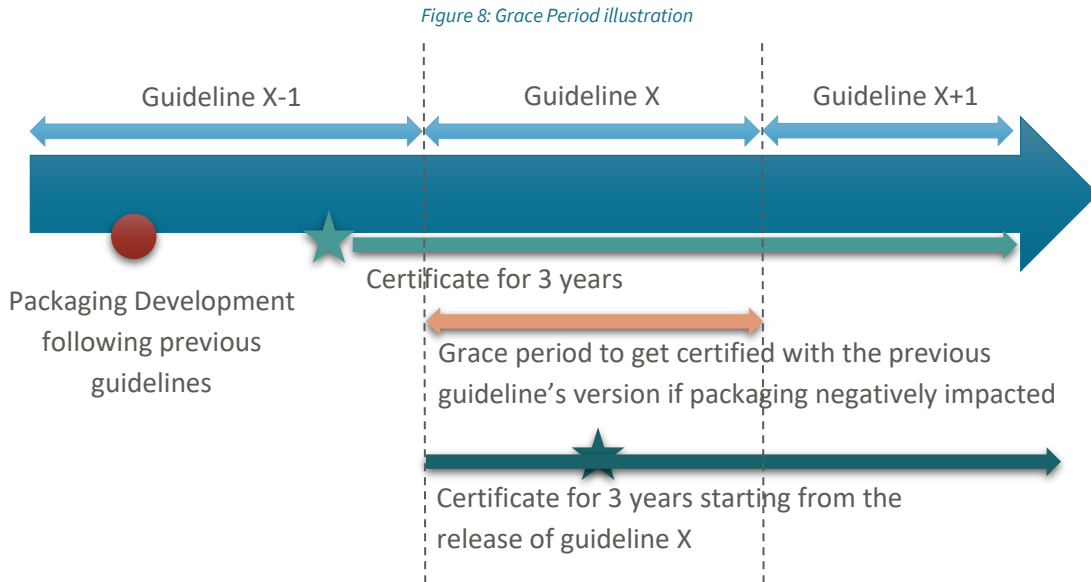 Figure 8: Grace Period illustration
Guideline X-1
Guideline X
Guideline X+1
Certificate for 3 years
Packaging Development
following previous
guidelines
Grace period to get certified with the previous
guideline’s version if packaging negatively impacted
Certificate for 3 years starting from the
release of guideline X